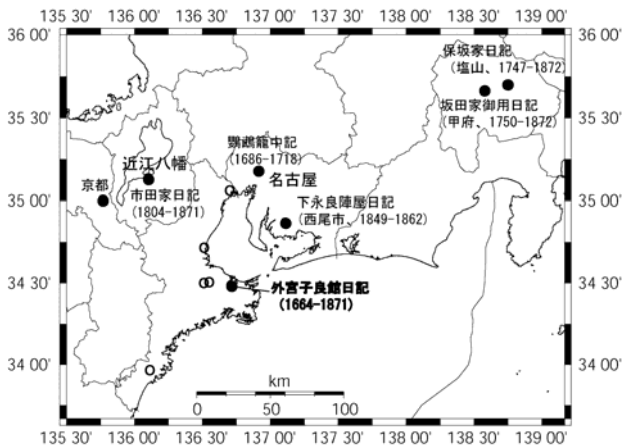 135 30' 136 00' 136 30' 137 00' 137 30' 138 00' 138 30' 139 00'
36 00'
35 30'
35 00'
34 30'
34 00'
保坂家日記
(塩山、1747-1872)
坂田家御用日記
(甲府、1750-1872)
鸚鵡籠中記
(1686-1718)
名古屋
近江八幡
京都
市田家日記
(1804-1871)
下永良陣屋日記
(西尾市、1849-1862)
外宮子良館日記
(1664-1871)
km
0 50 100
36 00'
35 30'
35 00'
34 30'
34 00'
135 30' 136 00' 136 30' 137 00' 137 30' 138 00' 138 30' 139 00'